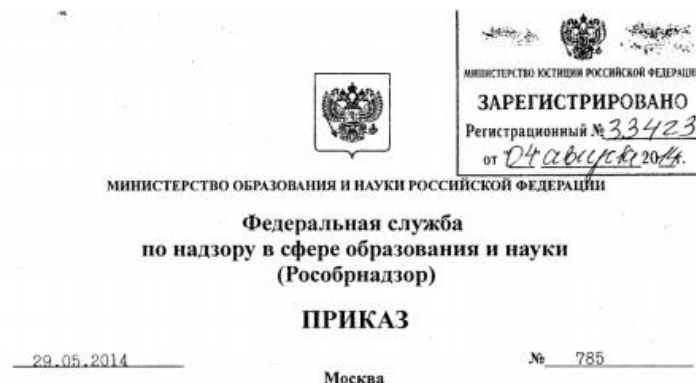 МИНИСТЕРСТВО ЮСТИЦИИ РОССИЙСКОЙ ФЕДЕРАЦИИ
ЗАРЕГИСТРИРОВАНО
Регистрационный № 33423
от "04 августа 2014г.
МИНИСТЕРСТВО ОБРАЗОВАНИЯ И НАУКИ РОССИЙСКОЙ ФЕДЕРАЦИИ
Федеральная служба
по надзору в сфере образования и науки
(Рособрнадзор)
ПРИКАЗ
29.05.2014 № 785
Москва